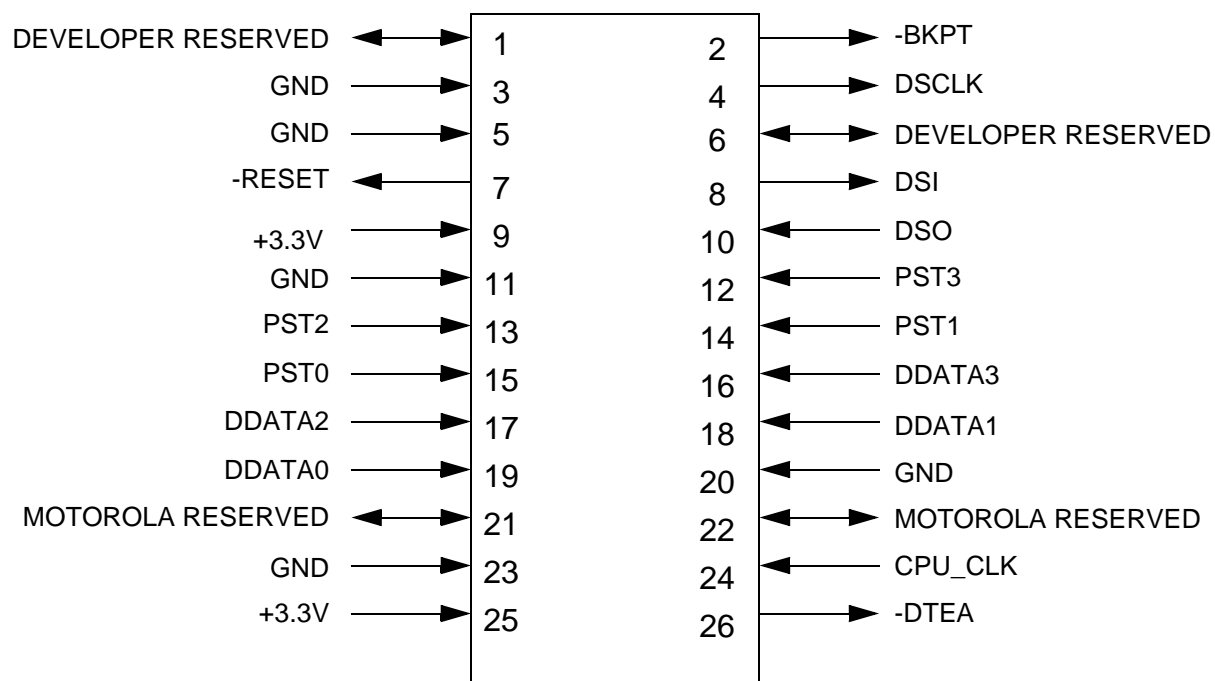 DEVELOPER RESERVED 1 2 -BKPT
GND 3 4 DSCLK
GND 5 6 DEVELOPER RESERVED
-RESET 7 8 DSI
+3.3V 9 10 DSO
GND 11 12 PST3
PST2 13 14 PST1
PST0 15 16 DDATA3
DDATA2 17 18 DDATA1
DDATA0 19 20 GND
MOTOROLA RESERVED 21 22 MOTOROLA RESERVED
GND 23 24 CPU_CLK
+3.3V 25 26 -DTEA